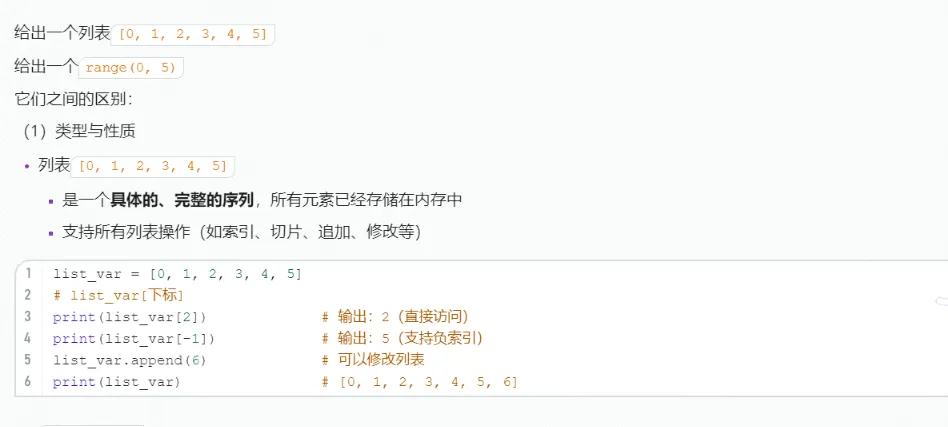 给出一个列表[0, 1, 2, 3, 4, 5]
给出一个range(0, 5)
它们之间的区别：
（1）类型与性质
• 列表[0, 1, 2, 3, 4, 5]
▪ 是一个具体的、完整的序列，所有元素已经存储在内存中
▪ 支持所有列表操作（如索引、切片、追加、修改等）
1 list_var = [0, 1, 2, 3, 4, 5]
2 # list_var[下标]
3 print(list_var[2]) # 输出：2（直接访问）
4 print(list_var[-1]) # 输出：5（支持负索引）
5 list_var.append(6) # 可以修改列表
6 print(list_var) # [0, 1, 2, 3, 4, 5, 6]